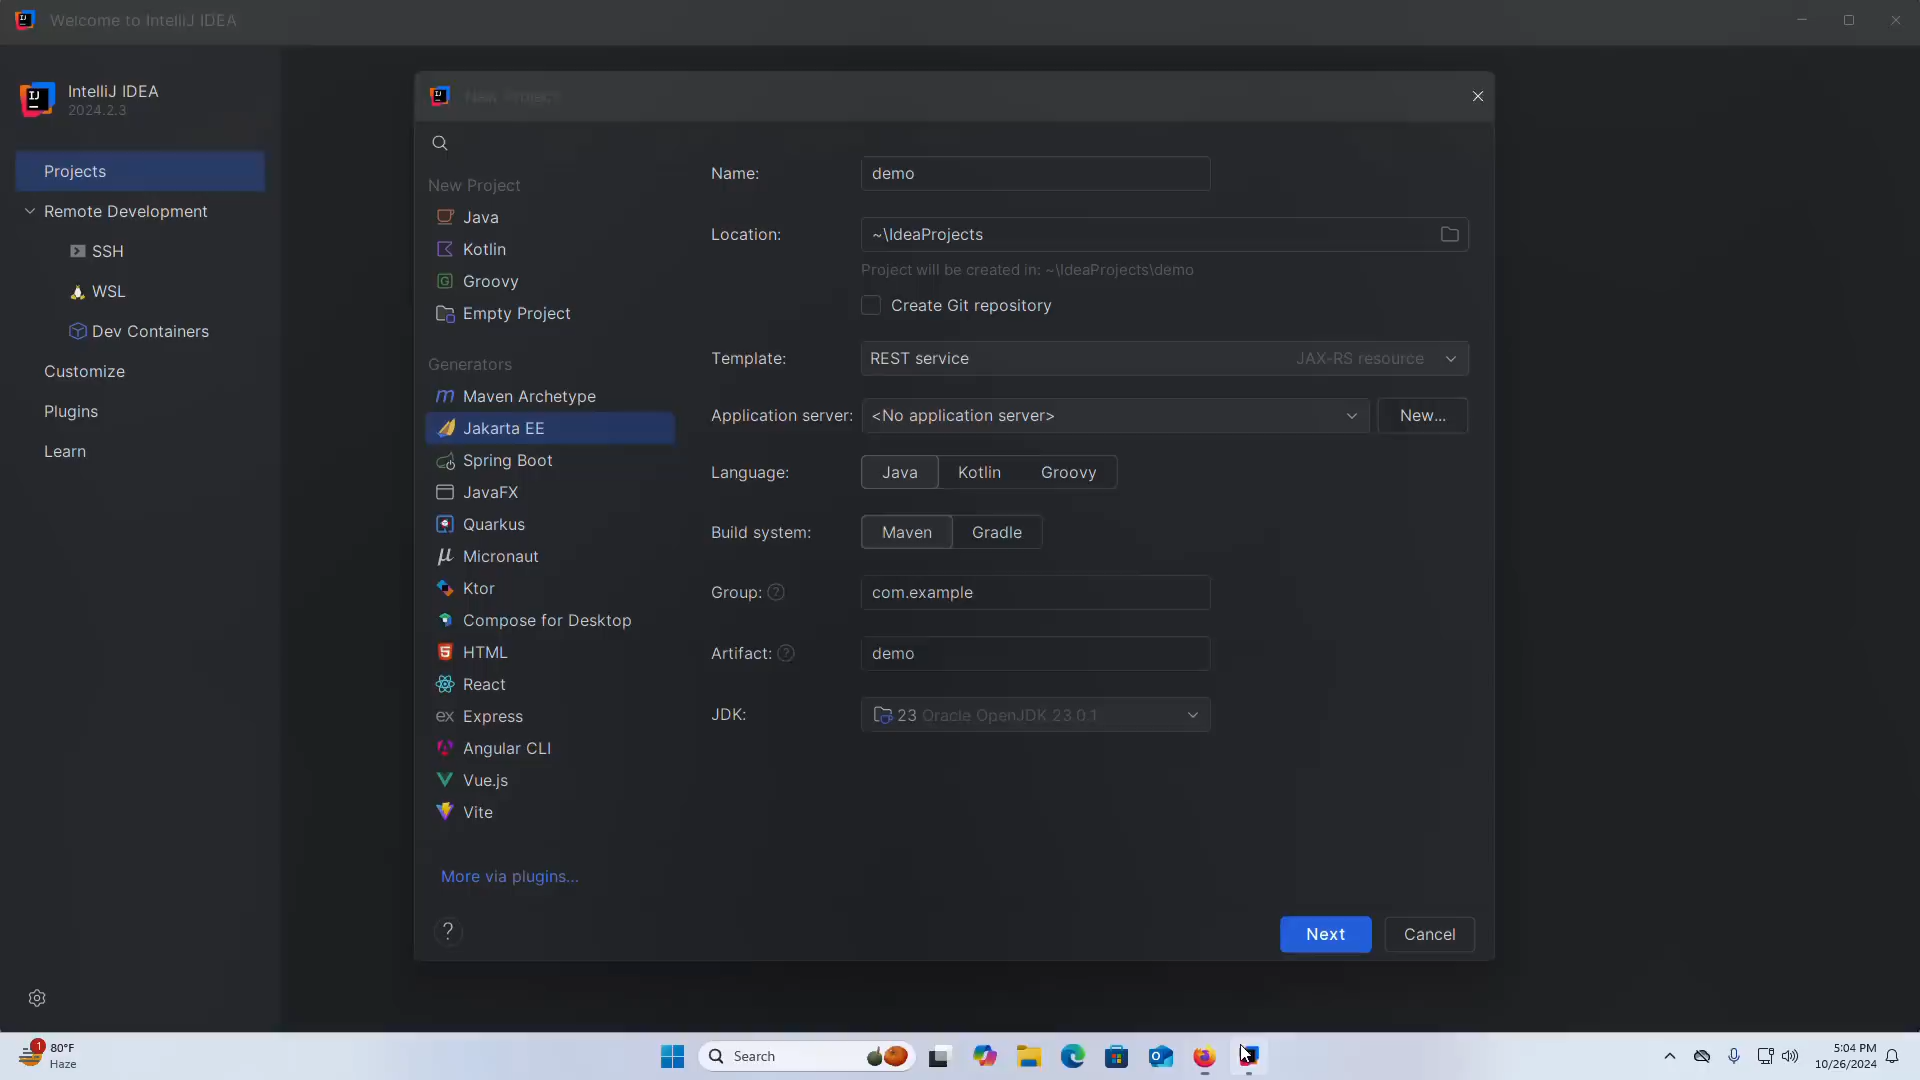 Welcome to IntelliJ IDEA
IntelliJ IDEA
2024.2.3
Projects
Remote Development
SSH
WSL
Dev Containers
Customize
Plugins
Learn
New Project
New Project
Java
Kotlin
Groovy
Empty Project
Generators
Maven Archetype
Jakarta EE
Spring Boot
JavaFX
Quarkus
Micronaut
Ktor
Compose for Desktop
HTML
React
Express
Angular CLI
Vue.js
Vite
More via plugins...
Name: demo
Location: ~\IdeaProjects
Project will be created in: ~\IdeaProjects\demo
Create Git repository
Template: REST service JAX-RS resource
Application server: <No application server> New...
Language: Java Kotlin Groovy
Build system: Maven Gradle
Group: com.example
Artifact: demo
JDK: 23 Oracle OpenJDK 23.0.1
Next Cancel
1
80°F
Haze
Search
5:04 PM
10/26/2024